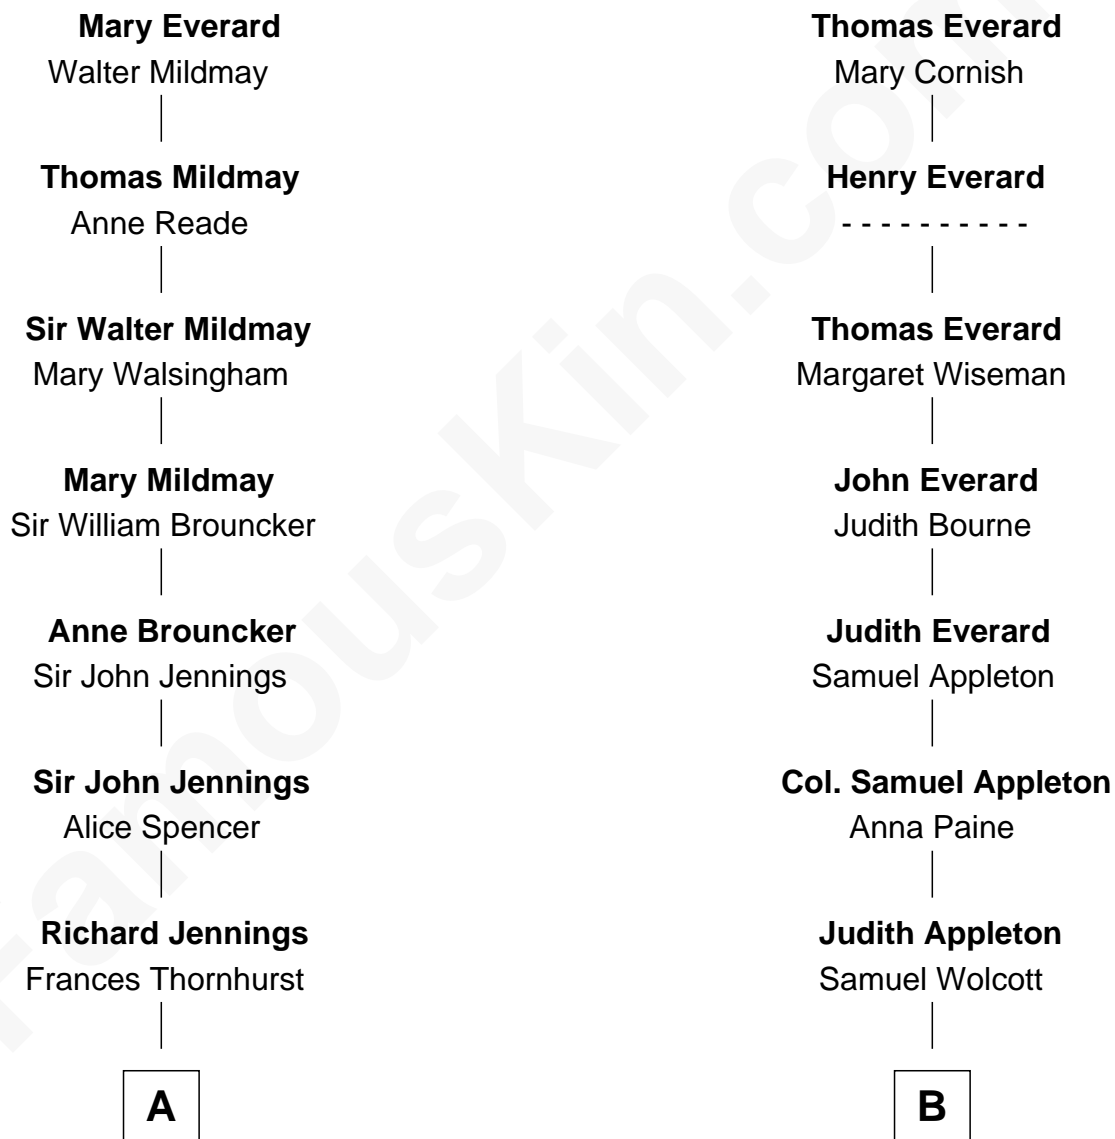 Mary Everard
Walter Mildmay
Thomas Mildmay
Anne Reade
Sir Walter Mildmay
Mary Walsingham
Mary Mildmay
Sir William Brouncker
Anne Brouncker
Sir John Jennings
Sir John Jennings
Alice Spencer
Richard Jennings
Frances Thornhurst
A
Thomas Everard
Mary Cornish
Henry Everard
- - - - - - - - - -
Thomas Everard
Margaret Wiseman
John Everard
Judith Bourne
Judith Everard
Samuel Appleton
Col. Samuel Appleton
Anna Paine
Judith Appleton
Samuel Wolcott
B
FamousKin.com